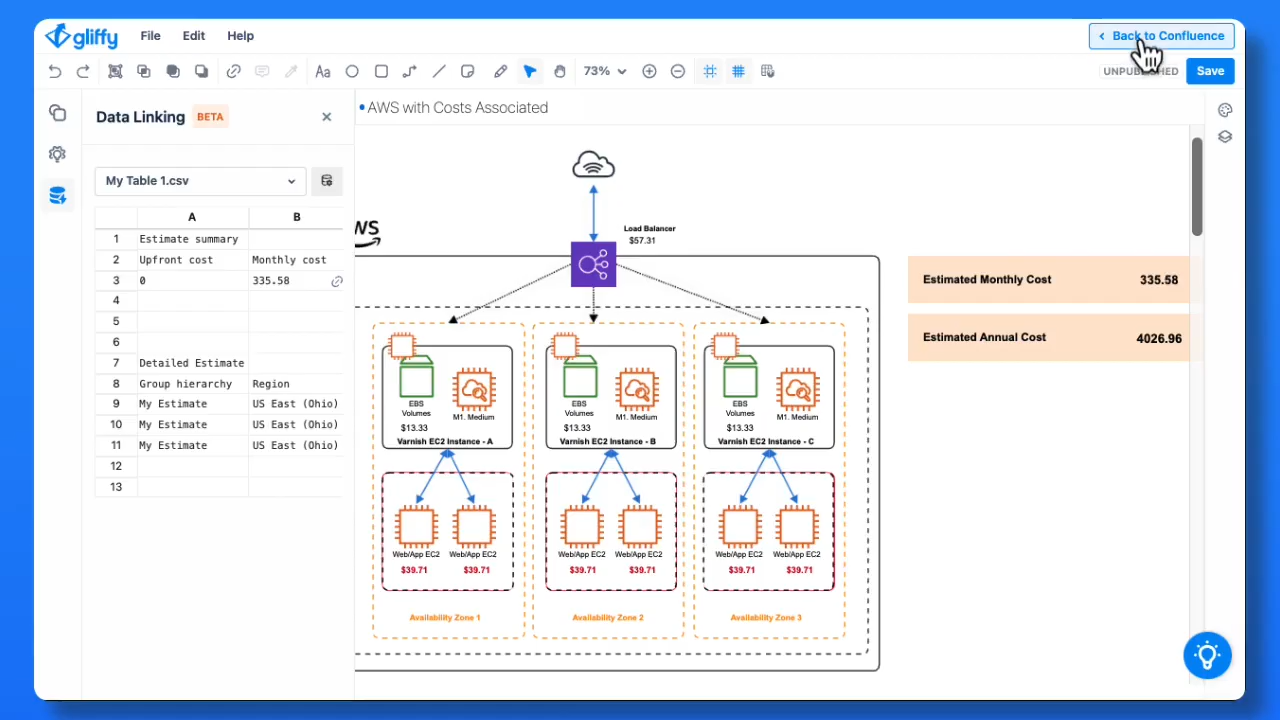 gliffy File Edit Help
Back to Confluence
Aa 73% UNPUBLISHED Save
Data Linking BETA
AWS with Costs Associated
My Table 1.csv
A B
1 Estimate summary
2 Upfront cost Monthly cost
3 0 335.58
4
5
6
7 Detailed Estimate
8 Group hierarchy Region
9 My Estimate US East (Ohio)
10 My Estimate US East (Ohio)
11 My Estimate US East (Ohio)
12
13
WS
Load Balancer
$57.31
Estimated Monthly Cost 335.58
Estimated Annual Cost 4026.96
EBS
Volumes
$13.33
M1. Medium
Varnish EC2 Instance - A
EBS
Volumes
$13.33
M1. Medium
Varnish EC2 Instance - B
EBS
Volumes
$13.33
M1. Medium
Varnish EC2 Instance - C
Web/App EC2 Web/App EC2
$39.71 $39.71
Web/App EC2 Web/App EC2
$39.71 $39.71
Web/App EC2 Web/App EC2
$39.71 $39.71
Availability Zone 1
Availability Zone 2
Availability Zone 3